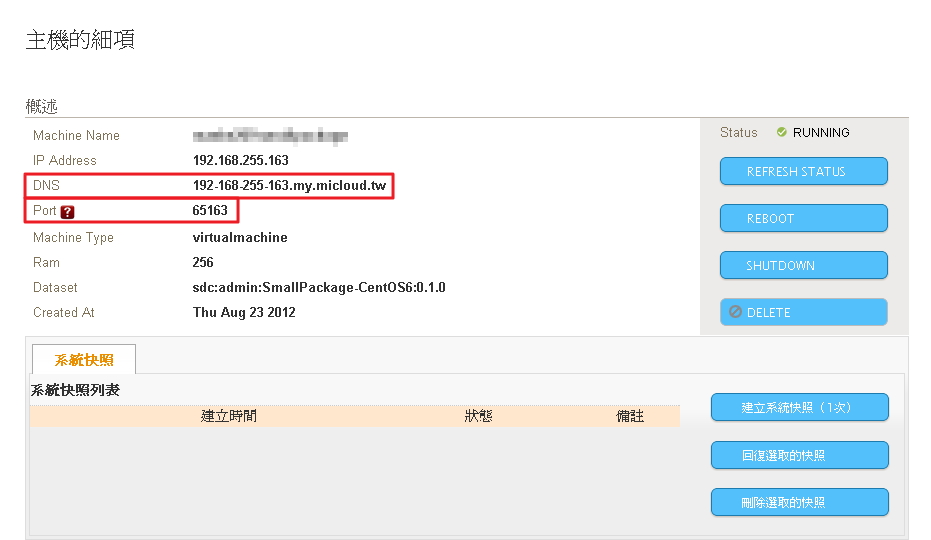 主機的細項
概述
Machine Name
IP Address 192.168.255.163
DNS 192-168-255-163.my.micloud.tw
Port ? 65163
Machine Type virtualmachine
Ram 256
Dataset sdc:admin:SmallPackage-CentOS6:0.1.0
Created At Thu Aug 23 2012
Status RUNNING
REFRESH STATUS
REBOOT
SHUTDOWN
DELETE
系統快照
系統快照列表
建立時間 狀態 備註
建立系統快照（1次）
回復選取的快照
刪除選取的快照